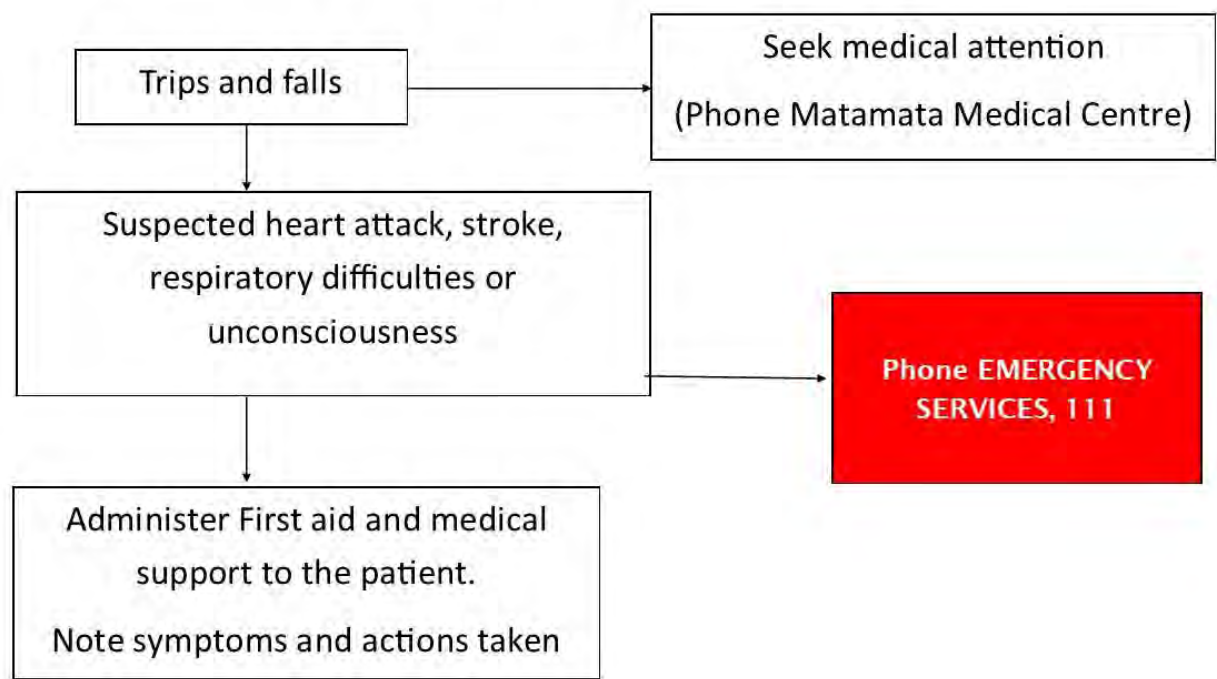 Trips and falls
Seek medical attention
(Phone Matamata Medical Centre)
Suspected heart attack, stroke,
respiratory difficulties or
unconsciousness
Phone EMERGENCY
SERVICES, 111
Administer First aid and medical
support to the patient.
Note symptoms and actions taken